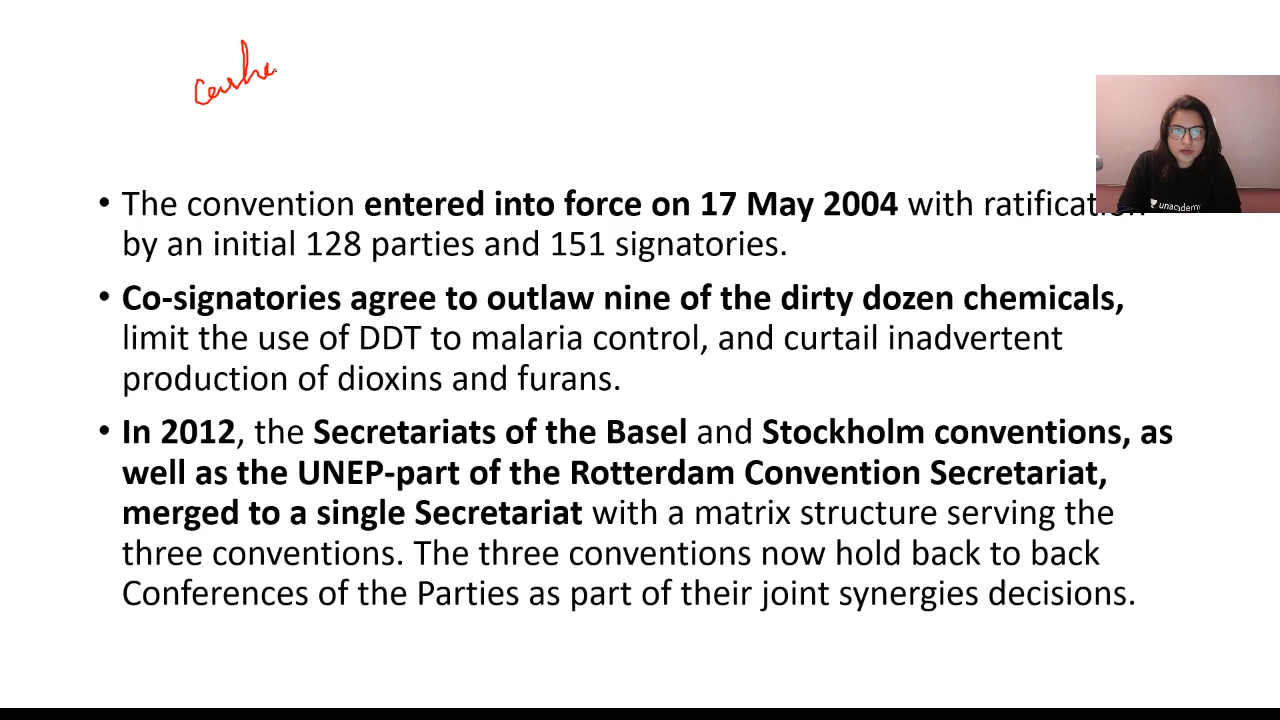 • The convention entered into force on 17 May 2004 with ratification
by an initial 128 parties and 151 signatories.
• Co-signatories agree to outlaw nine of the dirty dozen chemicals,
limit the use of DDT to malaria control, and curtail inadvertent
production of dioxins and furans.
• In 2012, the Secretariats of the Basel and Stockholm conventions, as
well as the UNEP-part of the Rotterdam Convention Secretariat,
merged to a single Secretariat with a matrix structure serving the
three conventions. The three conventions now hold back to back
Conferences of the Parties as part of their joint synergies decisions.
unacademy